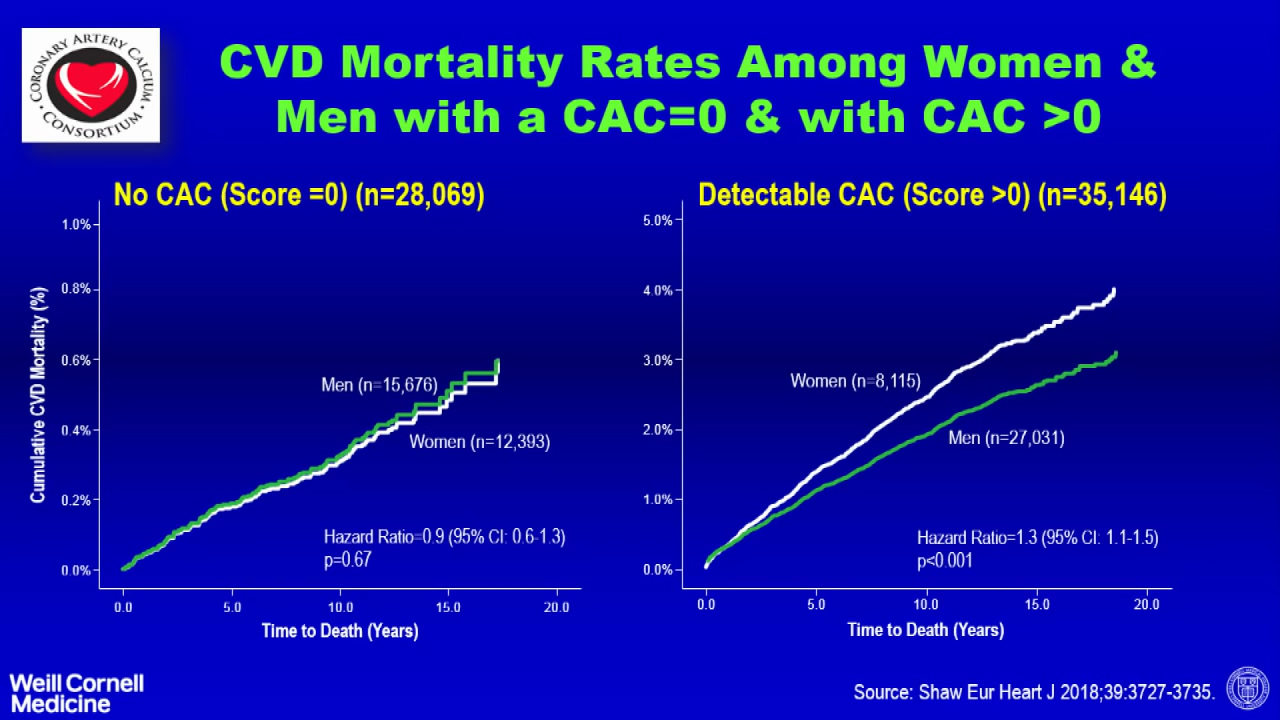 CORONARY ARTERY CALCIUM
• CONSORTIUM •
CVD Mortality Rates Among Women &
Men with a CAC=0 & with CAC >0
No CAC (Score =0) (n=28,069)
1.0%
0.8%
0.6%
0.4%
0.2%
0.0%
Cumulative CVD Mortality (%)
Men (n=15,676)
Women (n=12,393)
Hazard Ratio=0.9 (95% CI: 0.6-1.3)
p=0.67
0.0 5.0 10.0 15.0 20.0
Time to Death (Years)
Detectable CAC (Score >0) (n=35,146)
5.0%
4.0%
3.0%
2.0%
1.0%
0.0%
Women (n=8,115)
Men (n=27,031)
Hazard Ratio=1.3 (95% CI: 1.1-1.5)
p<0.001
0.0 5.0 10.0 15.0 20.0
Time to Death (Years)
Weill Cornell
Medicine
Source: Shaw Eur Heart J 2018;39:3727-3735.